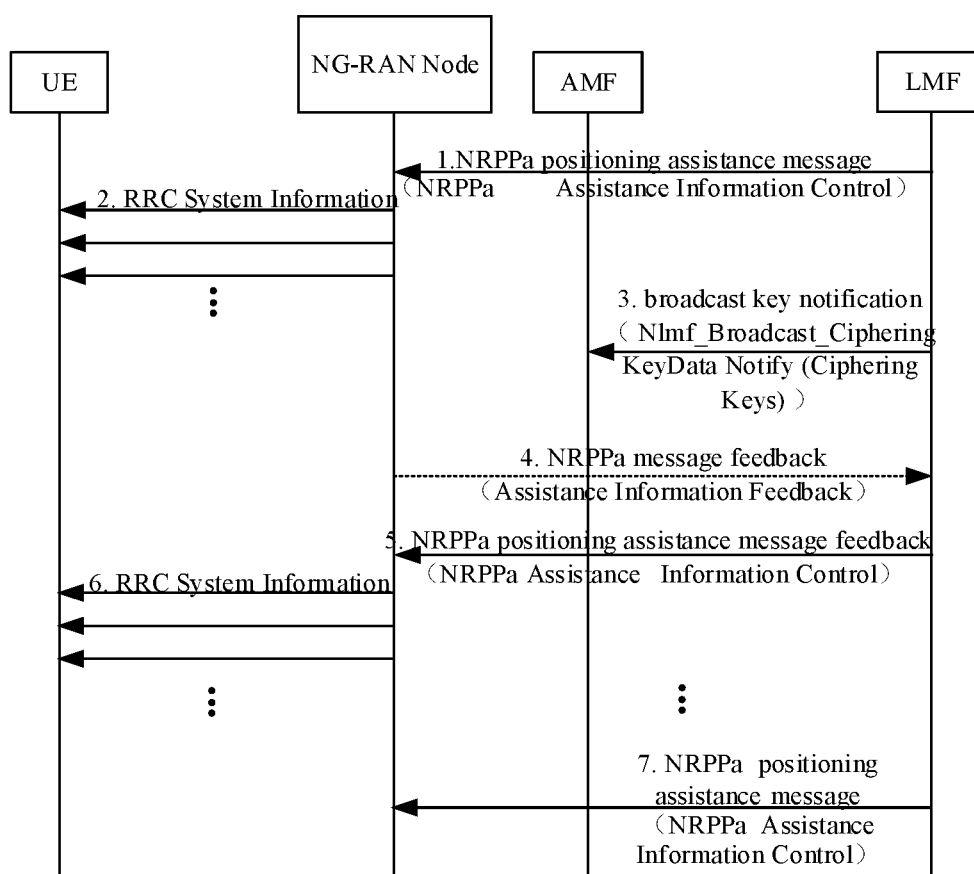 UE
NG-RAN Node
AMF
LMF
1.NRPPa positioning assistance message
（NRPPa Assistance Information Control）
2. RRC System Information
3. broadcast key notification
（ Nlmf_Broadcast_Ciphering
KeyData Notify (Ciphering
Keys) ）
4. NRPPa message feedback
（Assistance Information Feedback）
5. NRPPa positioning assistance message feedback
（NRPPa Assistance Information Control）
6. RRC System Information
7. NRPPa positioning
assistance message
（NRPPa Assistance
Information Control）